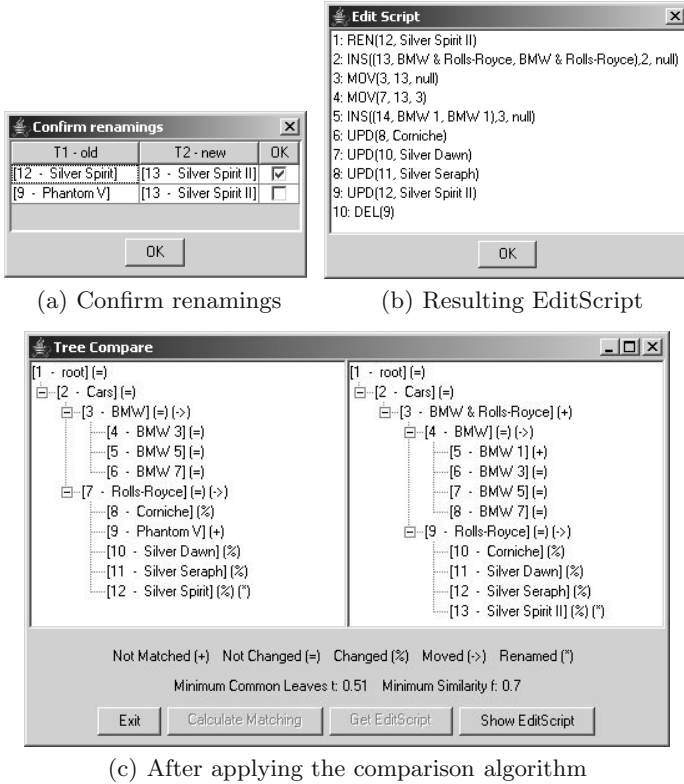 Confirm renamings
T1 - old T2 - new OK
[12 - Silver Spirit] [13 - Silver Spirit II]
[9 - Phantom V] [13 - Silver Spirit II]
OK
(a) Confirm renamings
Edit Script
1: REN(12, Silver Spirit II)
2: INS((13, BMW & Rolls-Royce, BMW & Rolls-Royce),2, null)
3: MOV(3, 13, null)
4: MOV(7, 13, 3)
5: INS((14, BMW 1, BMW 1),3, null)
6: UPD(8, Corniche)
7: UPD(10, Silver Dawn)
8: UPD(11, Silver Seraph)
9: UPD(12, Silver Spirit II)
10: DEL(9)
OK
(b) Resulting EditScript
Tree Compare
[1 - root] (=)
[2 - Cars] (=)
[3 - BMW] (=) (->)
[4 - BMW 3] (=)
[5 - BMW 5] (=)
[6 - BMW 7] (=)
[7 - Rolls-Royce] (=) (->)
[8 - Corniche] (%)
[9 - Phantom V] (+)
[10 - Silver Dawn] (%)
[11 - Silver Seraph] (%)
[12 - Silver Spirit] (%) (*)
[1 - root] (=)
[2 - Cars] (=)
[3 - BMW & Rolls-Royce] (+)
[4 - BMW] (=) (->)
[5 - BMW 1] (+)
[6 - BMW 3] (=)
[7 - BMW 5] (=)
[8 - BMW 7] (=)
[9 - Rolls-Royce] (=) (->)
[10 - Corniche] (%)
[11 - Silver Dawn] (%)
[12 - Silver Seraph] (%)
[13 - Silver Spirit II] (%) (*)
Not Matched (+) Not Changed (=) Changed (%) Moved (->) Renamed (*)
Minimum Common Leaves t: 0.51 Minimum Similarity f: 0.7
Exit Calculate Matching Get EditScript Show EditScript
(c) After applying the comparison algorithm